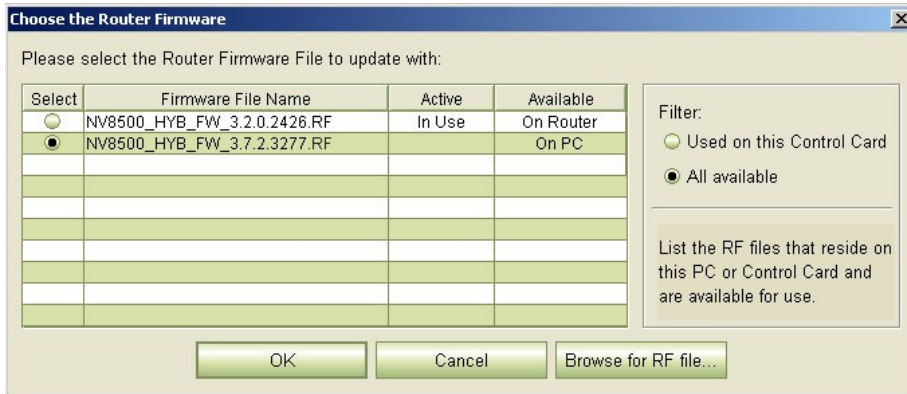 Choose the Router Firmware
Please select the Router Firmware File to update with:
Select Firmware File Name Active Available
NV8500_HYB_FW_3.2.0.2426.RF In Use On Router
NV8500_HYB_FW_3.7.2.3277.RF On PC
Filter:
Used on this Control Card
All available
List the RF files that reside on
this PC or Control Card and
are available for use.
OK Cancel Browse for RF file...